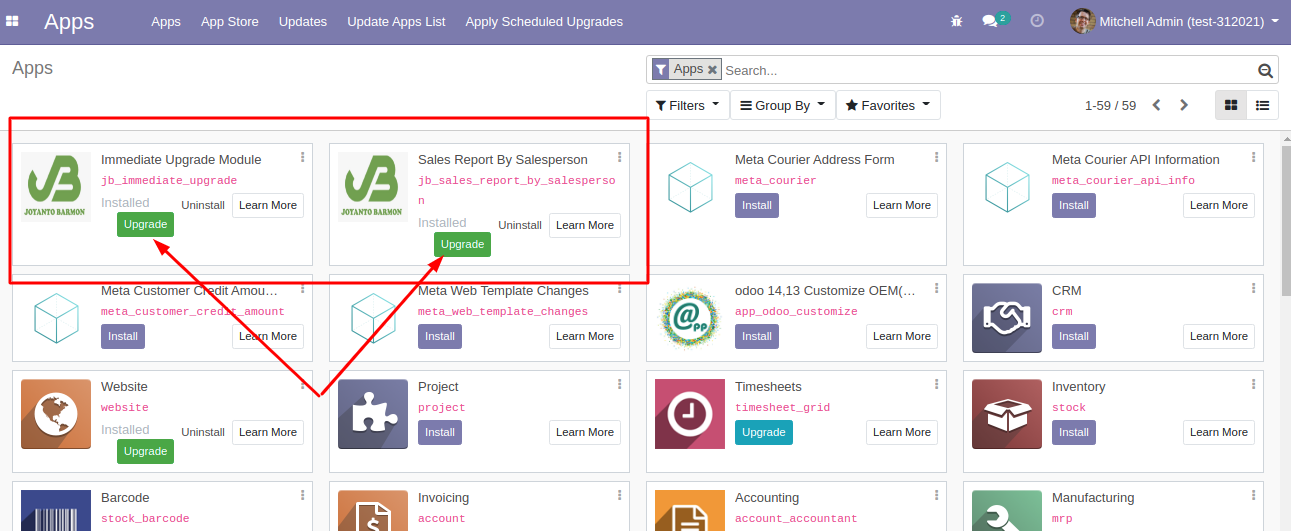 Apps Apps App Store Updates Update Apps List Apply Scheduled Upgrades 2 Mitchell Admin (test-312021)
Apps
Apps Search...
Filters Group By Favorites 1-59 / 59
JOYANTO BARMON
Immediate Upgrade Module
jb_immediate_upgrade
Installed Uninstall Learn More
Upgrade
JOYANTO BARMON
Sales Report By Salesperson
jb_sales_report_by_salesperso
n
Installed Uninstall Learn More
Upgrade
Meta Courier Address Form
meta_courier
Install Learn More
Meta Courier API Information
meta_courier_api_info
Install Learn More
Meta Customer Credit Amou...
meta_customer_credit_amount
Install Learn More
Meta Web Template Changes
meta_web_template_changes
Install Learn More
@pp
odoo 14,13 Customize OEM(...
app_odoo_customize
Install Learn More
CRM
crm
Install Learn More
Website
website
Installed Uninstall Learn More
Upgrade
Project
project
Install Learn More
Timesheets
timesheet_grid
Upgrade Learn More
Inventory
stock
Install Learn More
Barcode
stock_barcode
Invoicing
account
Accounting
account_accountant
Manufacturing
mrp